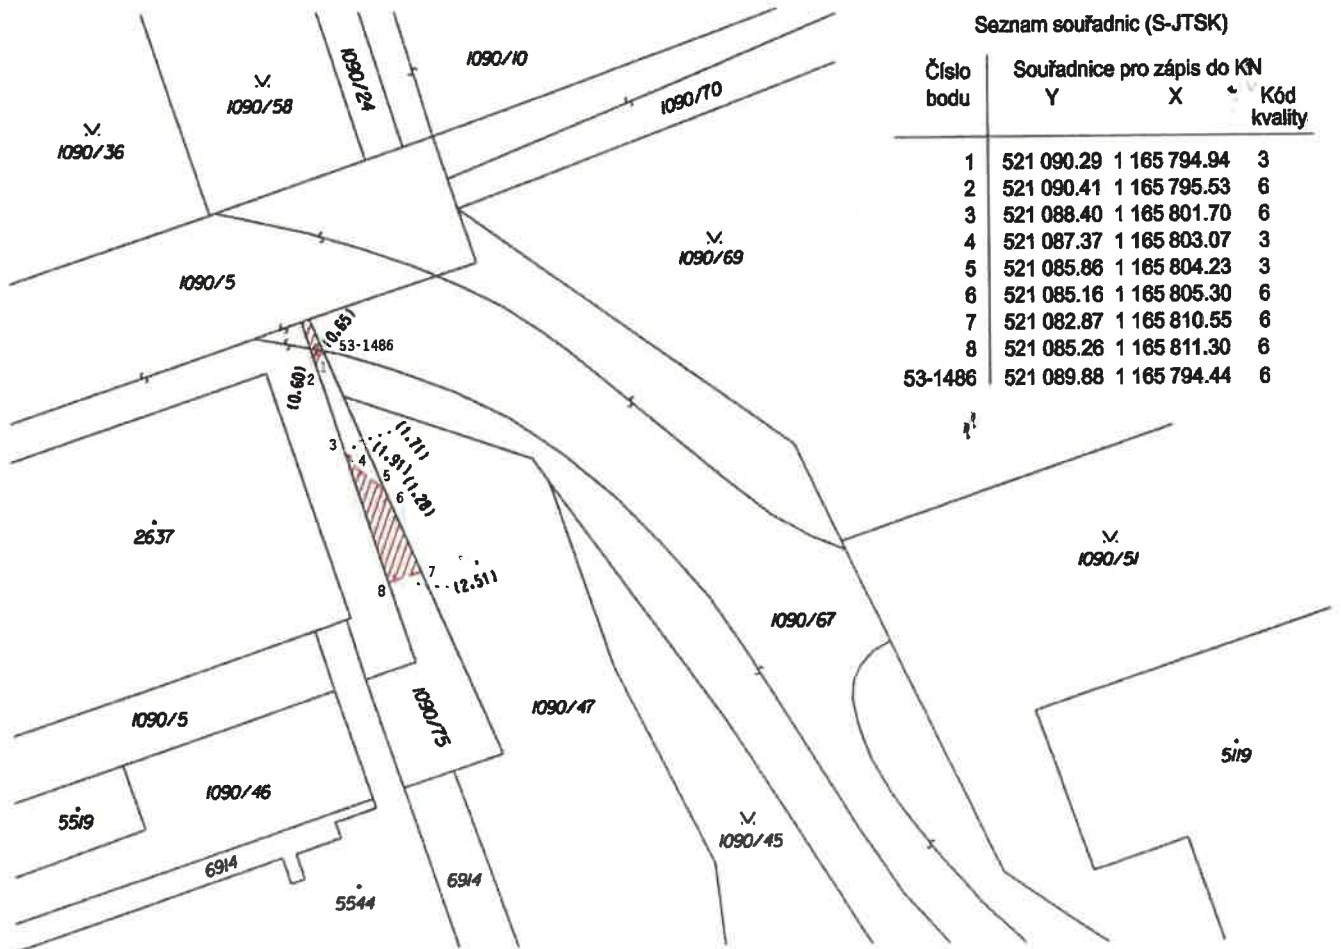 Seznam souřadnic (S-JTSK)
Číslo bodu
Souřadnice pro zápis do KN
Y X Kód kvality
1 521 090.29 1 165 794.94 3
2 521 090.41 1 165 795.53 6
3 521 088.40 1 165 801.70 6
4 521 087.37 1 165 803.07 3
5 521 085.86 1 165 804.23 3
6 521 085.16 1 165 805.30 6
7 521 082.87 1 165 810.55 6
8 521 085.26 1 165 811.30 6
53-1486 521 089.88 1 165 794.44 6
1090/10
1090/24
1090/58
1090/36
1090/70
1090/69
1090/5
(0.65)
53-1486
1
2
(0.60)
3
4
5
6
(1.71)
(1.91)
(1.28)
7
8
(2.51)
2637
1090/51
1090/67
1090/47
1090/75
1090/5
1090/46
5519
5119
1090/45
6914
6914
5544